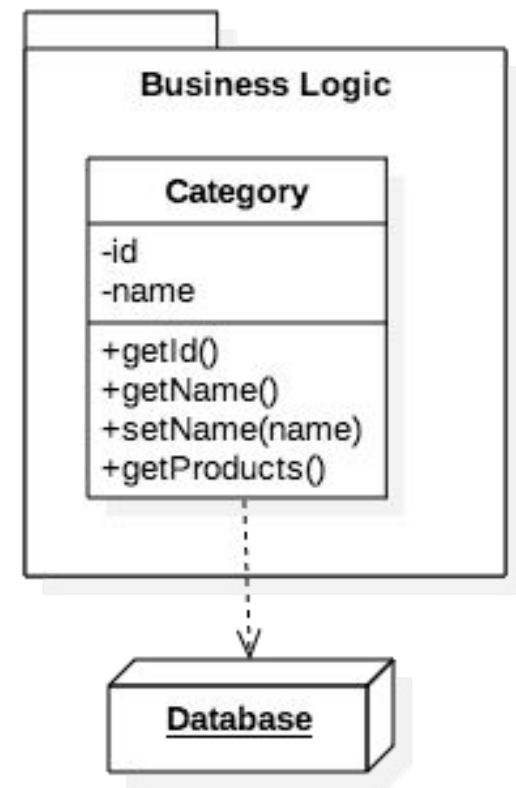 Business Logic
Category
-id
-name
+getId()
+getName()
+setName(name)
+getProducts()
Database